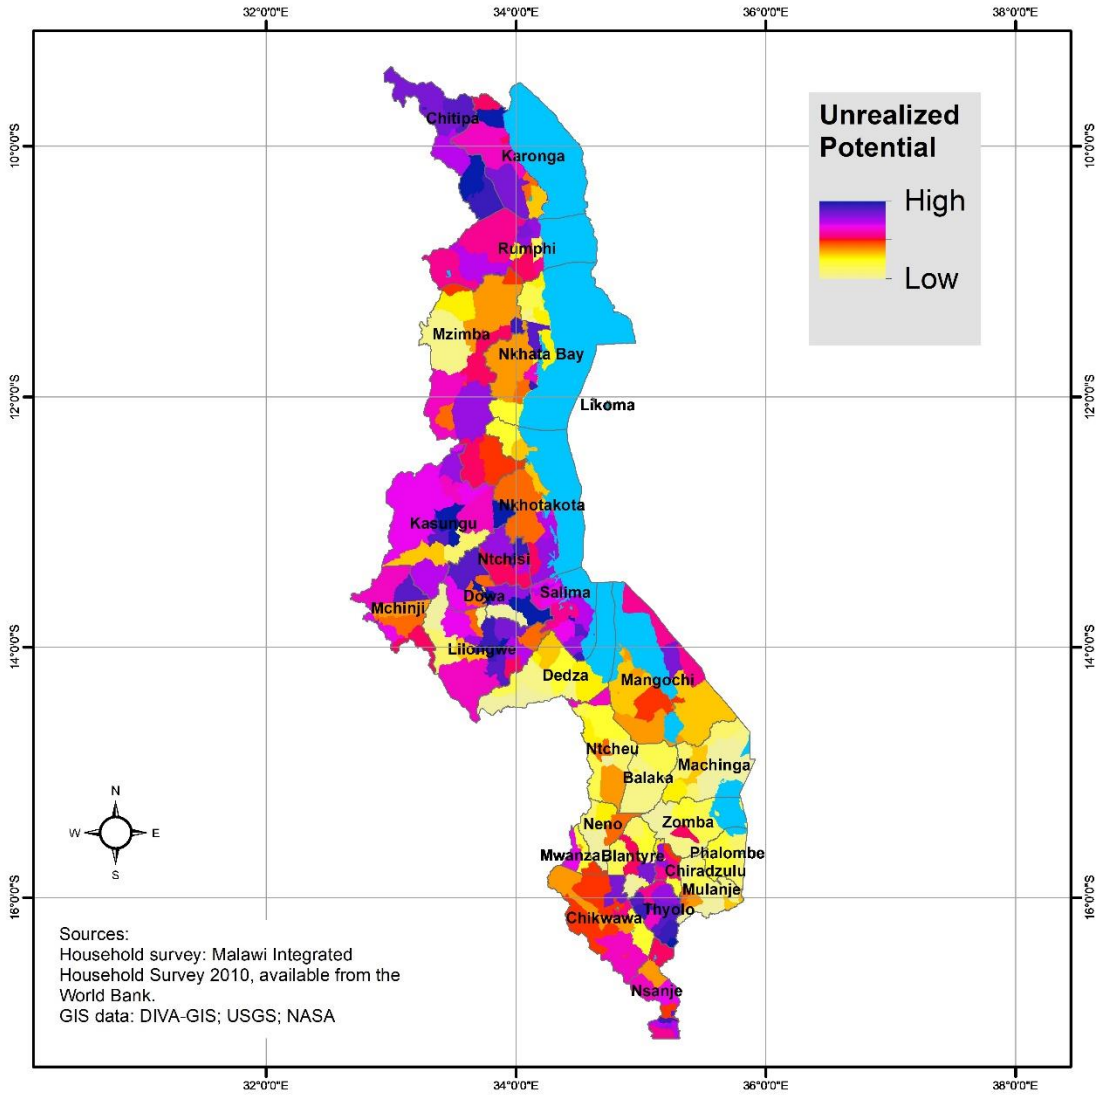 32°0'0"E
34°0'0"E
36°0'0"E
38°0'0"E
Unrealized
Potential
High
Low
10°0'0"S
10°0'0"S
12°0'0"S
12°0'0"S
14°0'0"S
14°0'0"S
16°0'0"S
16°0'0"S
Chitipa
Karonga
Rumphi
Mzimba
Nkhata Bay
Likoma
Nkhotakota
Kasungu
Ntchisi
Dowa
Salima
Mchinji
Lilongwe
Dedza
Mangochi
Ntcheu
Balaka
Machinga
Neno
Zomba
Mwanza
Blantyre
Phalombe
Chiradzulu
Mulanje
Thyolo
Chikwawa
Nsanje
N
W
E
S
Sources:
Household survey: Malawi Integrated
Household Survey 2010, available from the
World Bank.
GIS data: DIVA-GIS; USGS; NASA
32°0'0"E
34°0'0"E
36°0'0"E
38°0'0"E